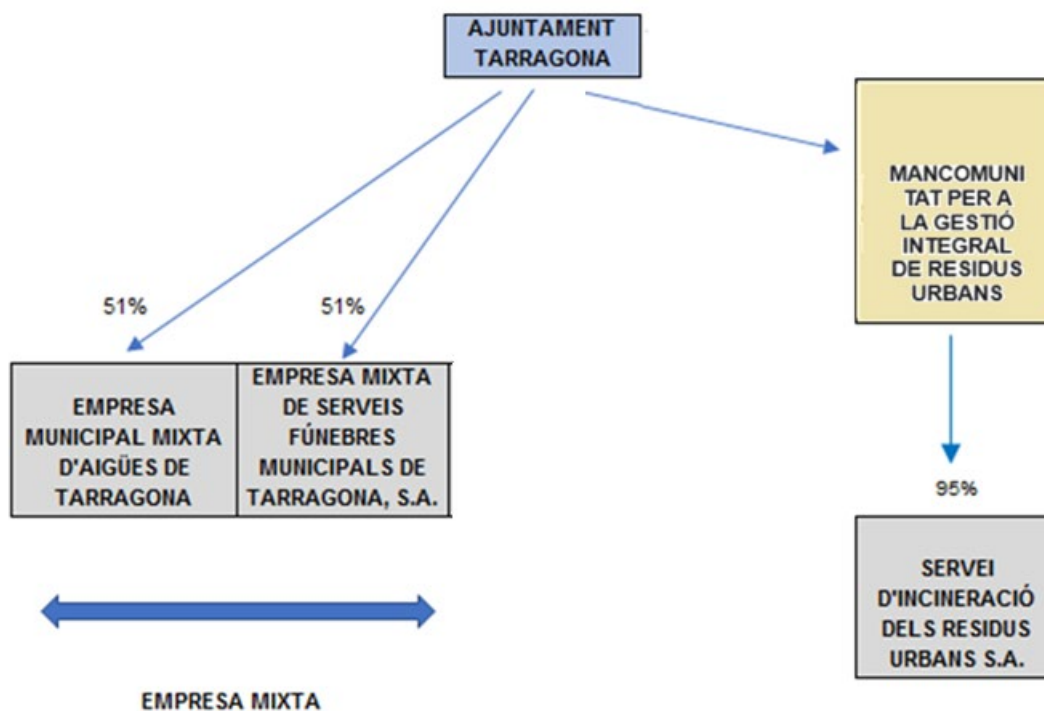 AJUNTAMENT
TARRAGONA
MANCOMUNI
TAT PER A
LA GESTIÓ
INTEGRAL
DE RESIDUS
URBANS
51%
51%
EMPRESA
MUNICIPAL MIXTA
D'AIGÜES DE
TARRAGONA
EMPRESA MIXTA
DE SERVEIS
FÚNEBRES
MUNICIPALS DE
TARRAGONA, S.A.
95%
SERVEI
D'INCINERACIÓ
DELS RESIDUS
URBANS S.A.
EMPRESA MIXTA